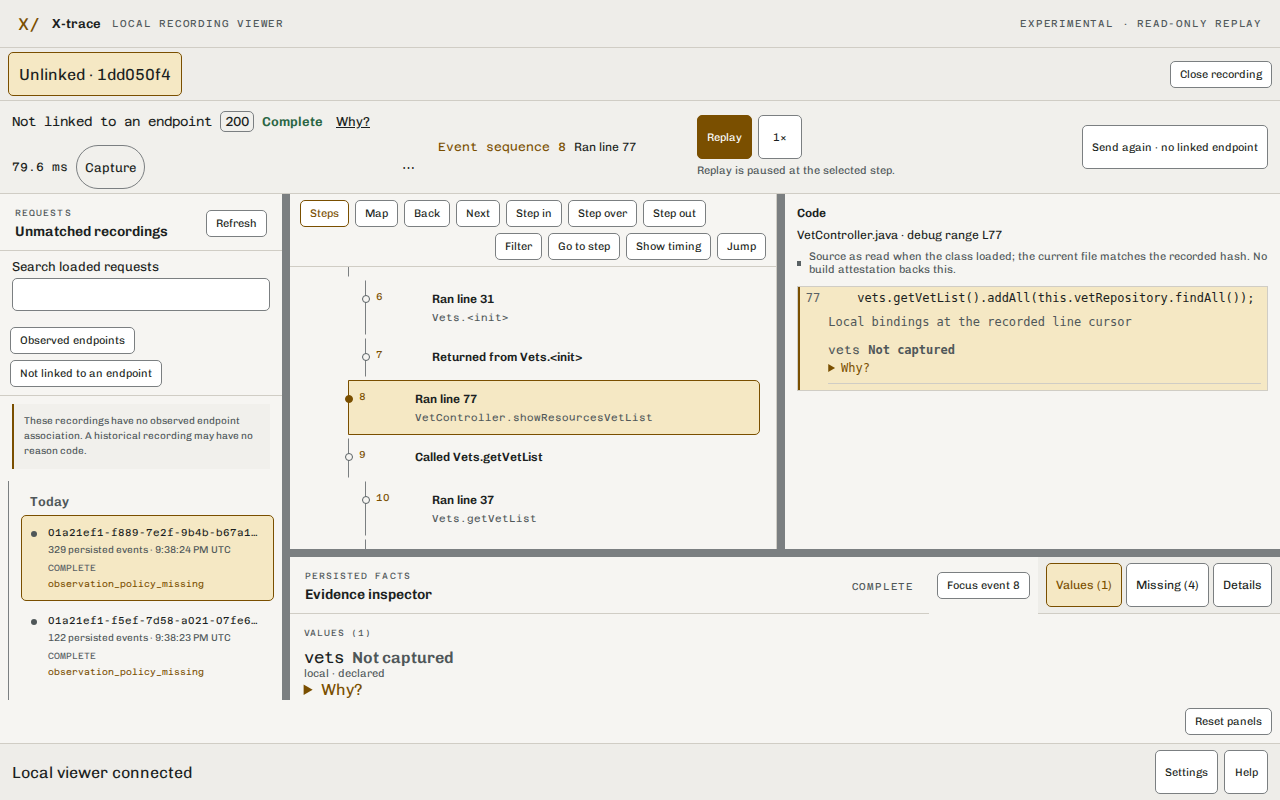 X/ X-trace LOCAL RECORDING VIEWER
EXPERIMENTAL · READ-ONLY REPLAY
Unlinked · 1dd050f4
Close recording
Not linked to an endpoint 200 Complete Why?
79.6 ms Capture
...
Event sequence 8 Ran line 77
Replay 1×
Replay is paused at the selected step.
Send again · no linked endpoint
REQUESTS
Unmatched recordings
Refresh
Search loaded requests
Observed endpoints
Not linked to an endpoint
These recordings have no observed endpoint
association. A historical recording may have no
reason code.
Today
01a21ef1-f889-7e2f-9b4b-b67a1…
329 persisted events · 9:38:24 PM UTC
COMPLETE
observation_policy_missing
01a21ef1-f5ef-7d58-a021-07fe6…
122 persisted events · 9:38:23 PM UTC
COMPLETE
observation_policy_missing
Steps Map Back Next Step in Step over Step out
Filter Go to step Show timing Jump
6 Ran line 31
Vets.<init>
7 Returned from Vets.<init>
8 Ran line 77
VetController.showResourcesVetList
9 Called Vets.getVetList
10 Ran line 37
Vets.getVetList
Code
VetController.java · debug range L77
Source as read when the class loaded; the current file matches the recorded hash. No
build attestation backs this.
77 vets.getVetList().addAll(this.vetRepository.findAll());
Local bindings at the recorded line cursor
vets Not captured
▶ Why?
PERSISTED FACTS
Evidence inspector
COMPLETE
Focus event 8
Values (1) Missing (4) Details
VALUES (1)
vets Not captured
local · declared
▶ Why?
Reset panels
Local viewer connected
Settings Help